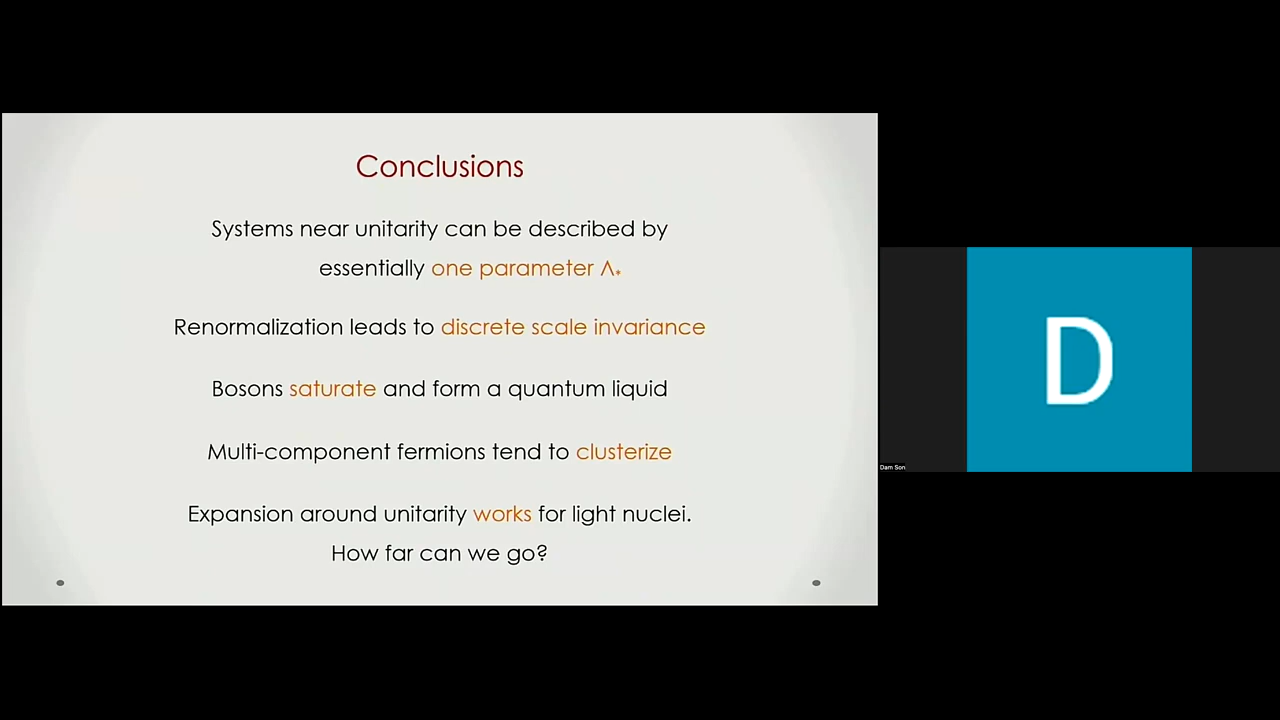 Conclusions
Systems near unitarity can be described by
essentially one parameter Λ*
Renormalization leads to discrete scale invariance
Bosons saturate and form a quantum liquid
Multi-component fermions tend to clusterize
Expansion around unitarity works for light nuclei.
How far can we go?
D
Dam Son